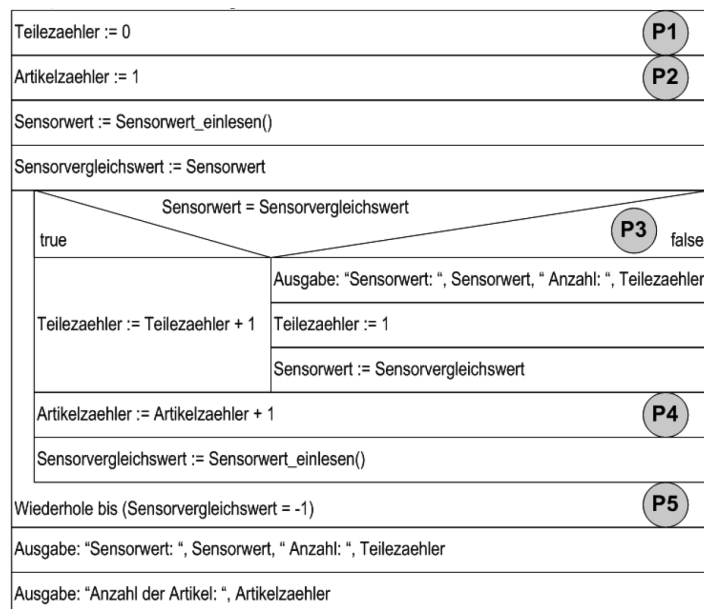 Teilezaehler := 0 P1
Artikelzaehler := 1 P2
Sensorwert := Sensorwert_einlesen()
Sensorvergleichswert := Sensorwert
Sensorwert = Sensorvergleichswert
true P3 false
Ausgabe: “Sensorwert: “, Sensorwert, “ Anzahl: “, Teilezaehler
Teilezaehler := Teilezaehler + 1 Teilezaehler := 1
Sensorwert := Sensorvergleichswert
Artikelzaehler := Artikelzaehler + 1 P4
Sensorvergleichswert := Sensorwert_einlesen()
Wiederhole bis (Sensorvergleichswert = -1) P5
Ausgabe: “Sensorwert: “, Sensorwert, “ Anzahl: “, Teilezaehler
Ausgabe: “Anzahl der Artikel: “, Artikelzaehler